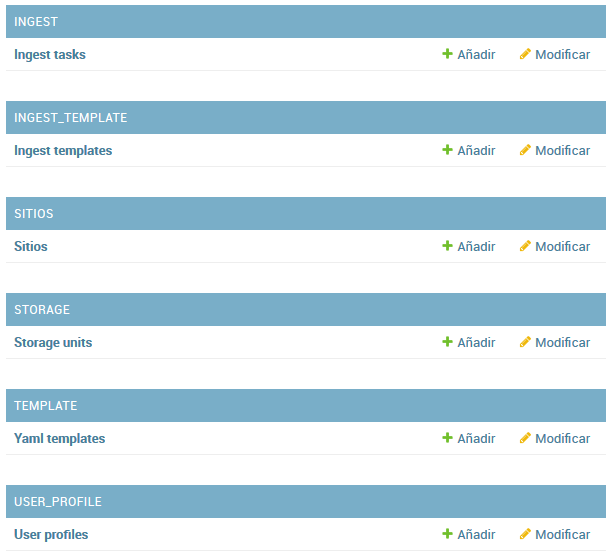 INGEST
Ingest tasks Añadir Modificar
INGEST_TEMPLATE
Ingest templates Añadir Modificar
SITIOS
Sitios Añadir Modificar
STORAGE
Storage units Añadir Modificar
TEMPLATE
Yaml templates Añadir Modificar
USER_PROFILE
User profiles Añadir Modificar